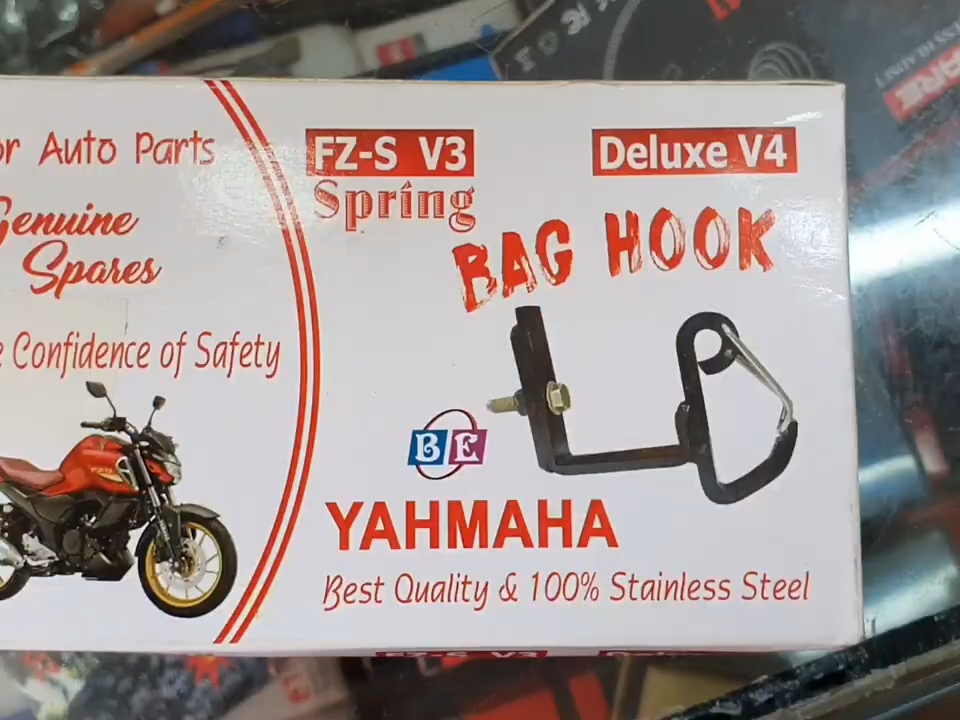 Auto Parts
Genuine
Spares
Confidence of Safety
FZ-S V3
Deluxe V4
Spring
BAG HOOK
BE
YAHMAHA
Best Quality & 100% Stainless Steel